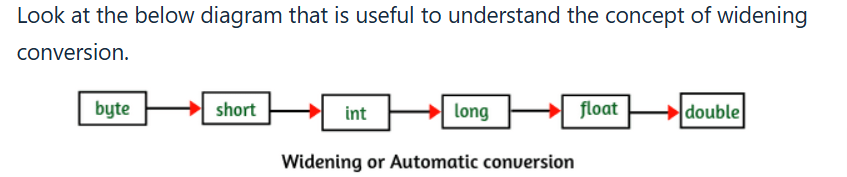 Look at the below diagram that is useful to understand the concept of widening
conversion.
byte short int long float double
Widening or Automatic conversion